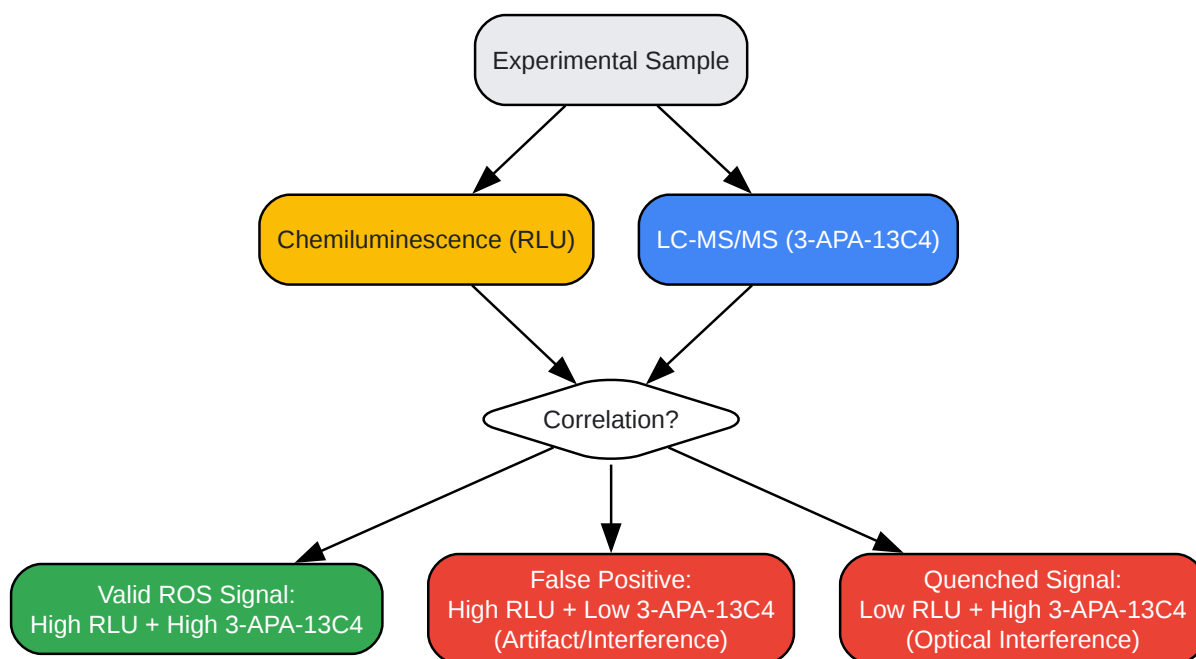 Experimental Sample
Chemiluminescence (RLU)
LC-MS/MS (3-APA-13C4)
Correlation?
Valid ROS Signal:
High RLU + High 3-APA-13C4
False Positive:
High RLU + Low 3-APA-13C4
(Artifact/Interference)
Quenched Signal:
Low RLU + High 3-APA-13C4
(Optical Interference)